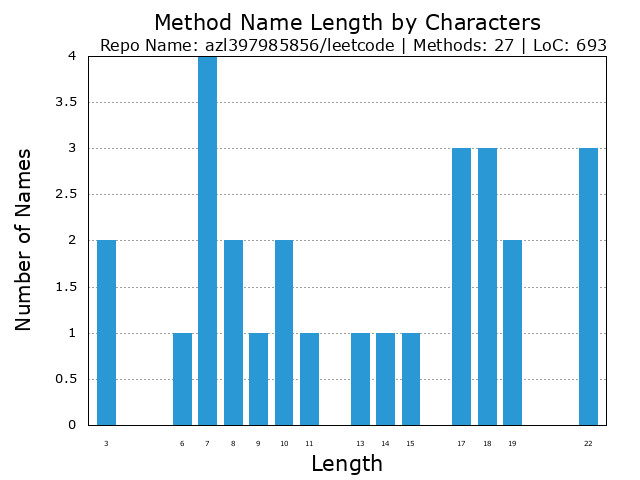 Method Name Length by Characters
Repo Name: azl397985856/leetcode | Methods: 27 | LoC: 693
Number of Names
4
3.5
3
2.5
2
1.5
1
0.5
0
3 6 7 8 9 10 11 13 14 15 17 18 19 22
Length